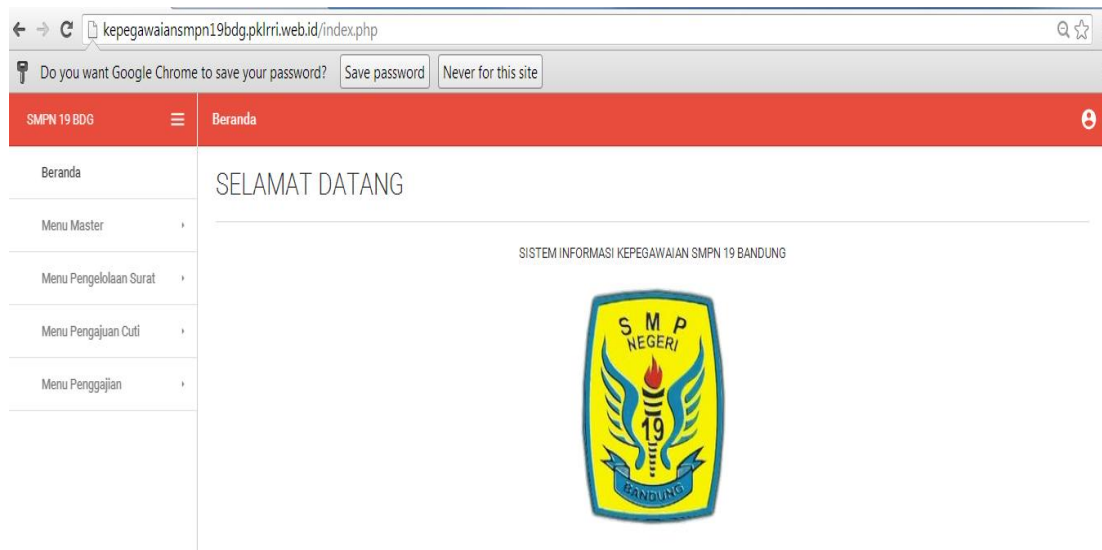 kepegawaiansmpn19bdg.pklrri.web.id/index.php
Do you want Google Chrome to save your password? Save password Never for this site
SMPN 19 BDG Beranda
Beranda
SELAMAT DATANG
Menu Master
SISTEM INFORMASI KEPEGAWAIAN SMPN 19 BANDUNG
Menu Pengelolaan Surat
Menu Pengajuan Cuti
Menu Penggajian
S M P
NEGERI
19
BANDUNG